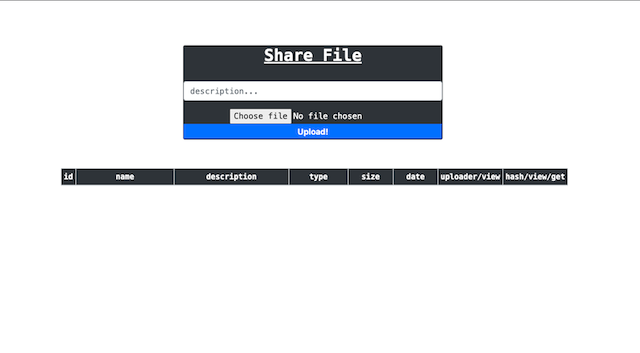 Share File
description...
Choose file No file chosen
Upload!
id name description type size date uploader/view hash/view/get